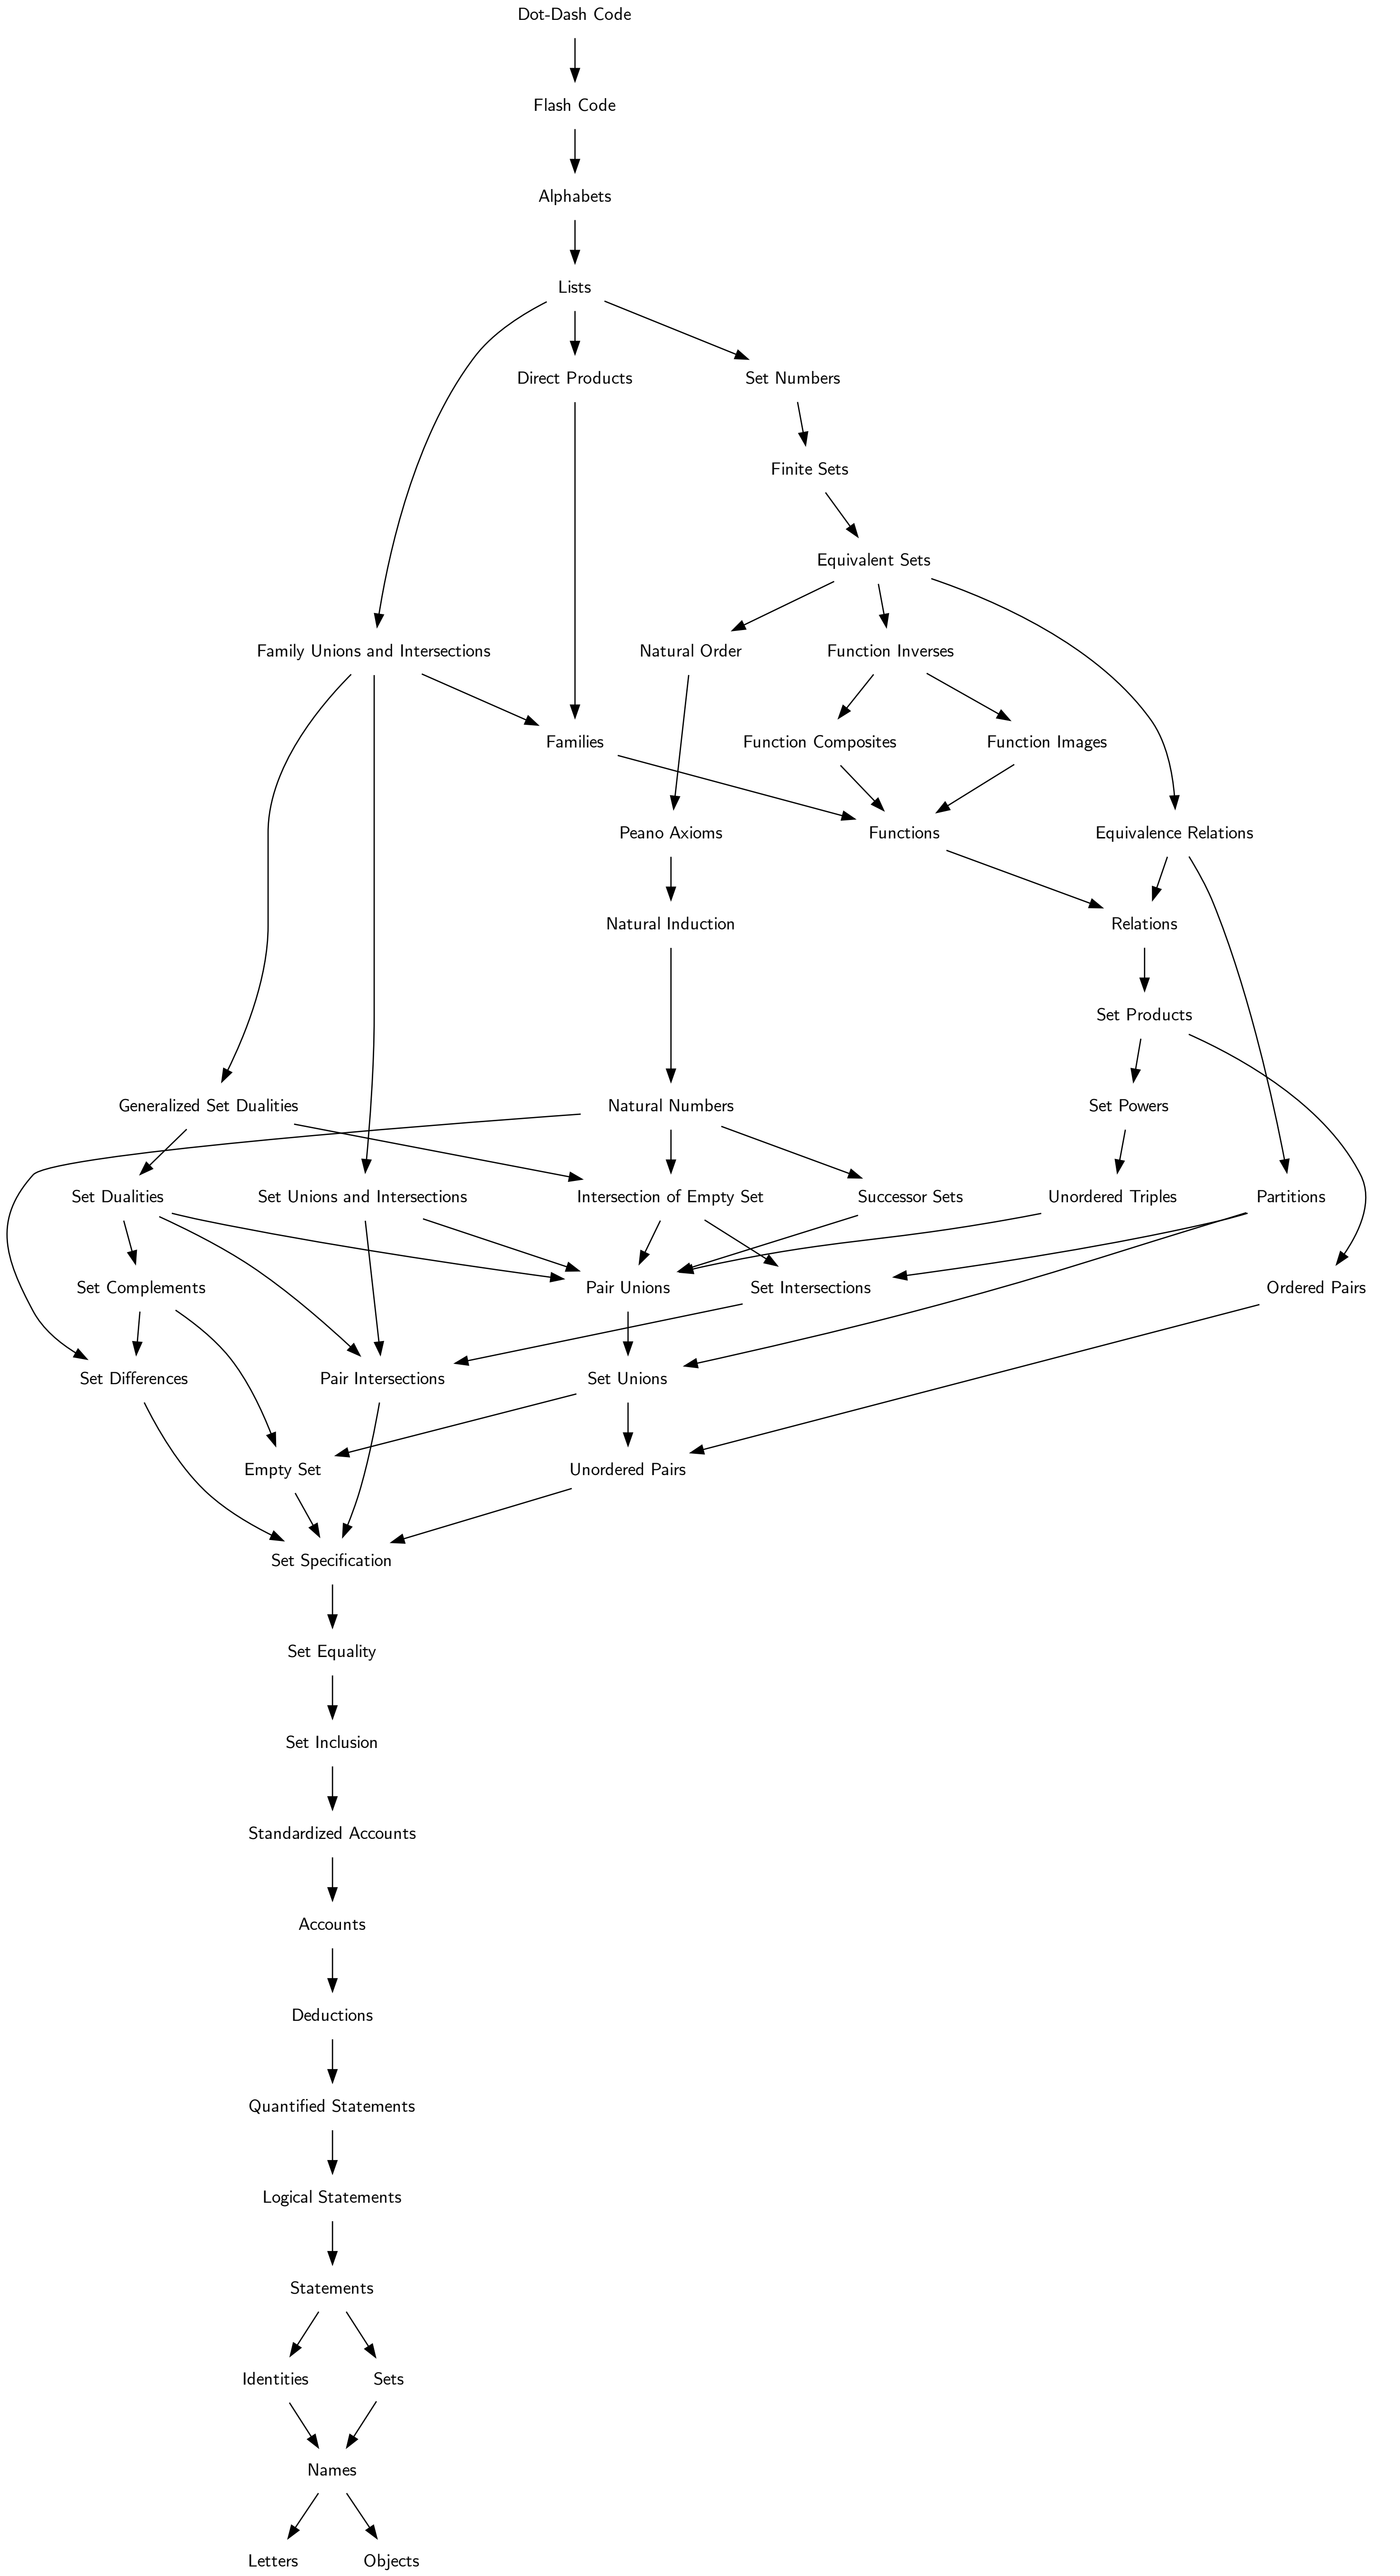 Dot-Dash Code
Flash Code
Alphabets
Lists
Direct Products
Set Numbers
Finite Sets
Equivalent Sets
Family Unions and Intersections
Natural Order
Function Inverses
Families
Function Composites
Function Images
Peano Axioms
Functions
Equivalence Relations
Natural Induction
Relations
Set Products
Generalized Set Dualities
Natural Numbers
Set Powers
Set Dualities
Set Unions and Intersections
Intersection of Empty Set
Successor Sets
Unordered Triples
Partitions
Set Complements
Pair Unions
Set Intersections
Ordered Pairs
Set Differences
Pair Intersections
Set Unions
Empty Set
Unordered Pairs
Set Specification
Set Equality
Set Inclusion
Standardized Accounts
Accounts
Deductions
Quantified Statements
Logical Statements
Statements
Identities
Sets
Names
Letters
Objects